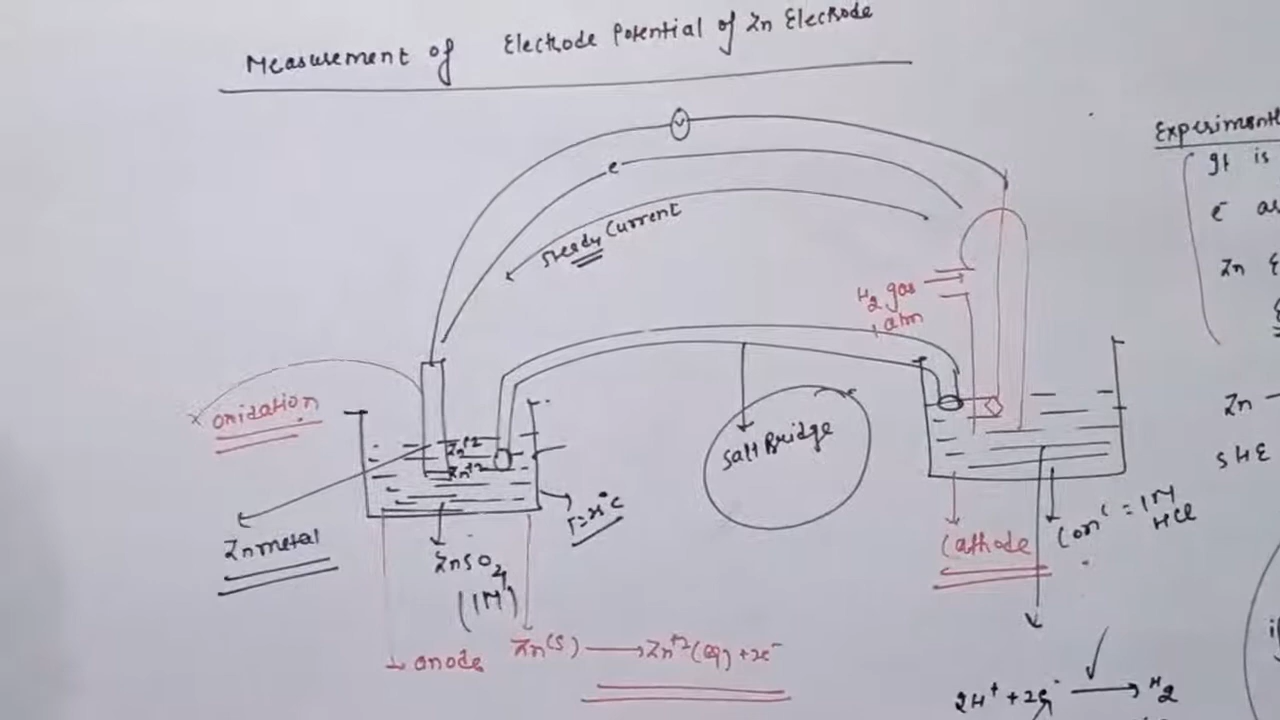 Measurement of Electrode Potential of Zn Electrode
V
e
Steady Current
H2 gas
1 atm
Experimenta
It is
e-
Zn
oxidation
Zn+2
Zn+2
Salt Bridge
Zn metal
ZnSO4
(1M)
Cathode
Conc = 1M
HCl
Zn
SHE
anode
Zn(s) → Zn+2(aq) + 2e-
2H+ + 2e- → H2